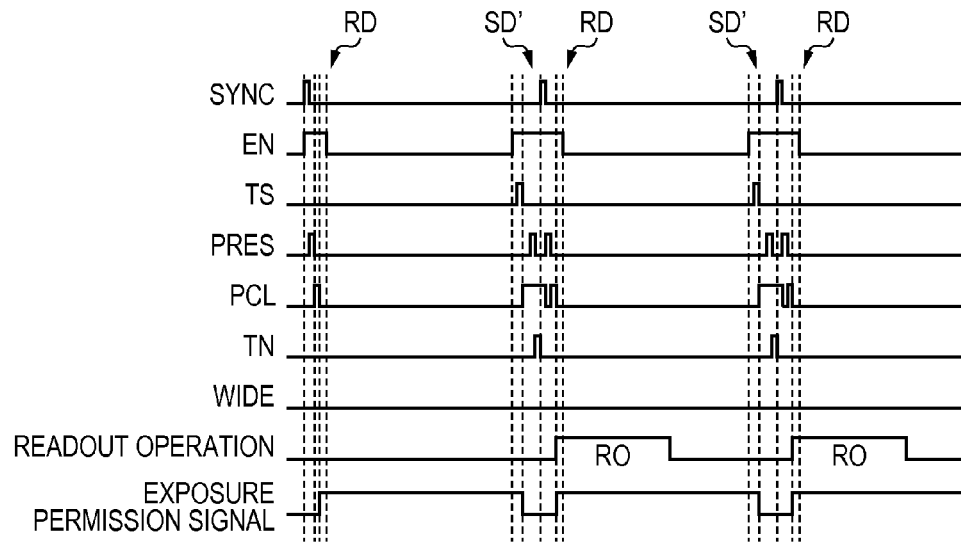 RD SD' RD SD' RD
SYNC
EN
TS
PRES
PCL
TN
WIDE
READOUT OPERATION RO RO
EXPOSURE
PERMISSION SIGNAL